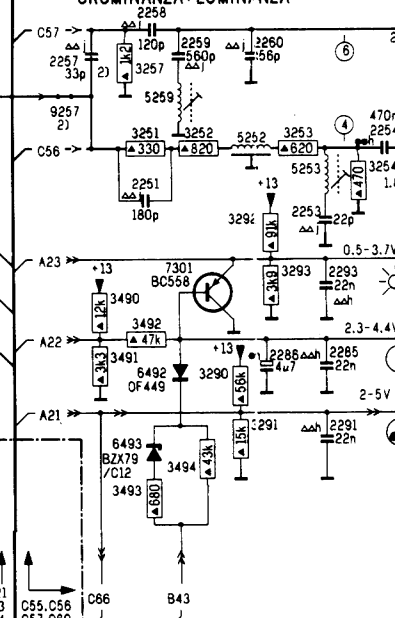 2258
C57
120p
2257
33p
2)
1k2
3257
2259
560p
2260
56p
6
5259
9257
2)
3251
3252
5252
3253
4
470n
2254
C56
330
820
620
5253
470
3254
2251
180p
+13
3292
91k
2253
22p
0.5-3.7V
A23
+13
7301
BC558
3k9
3293
2293
22n
3490
12k
3492
2.3-4.4V
A22
47k
3491
3k3
6492
OF449
+13
3290
56k
2286
4µ7
2285
22n
2-5V
A21
6493
BZX79
/C12
3493
680
3494
43k
15k
3291
2291
22n
C66
B43
C55.C56